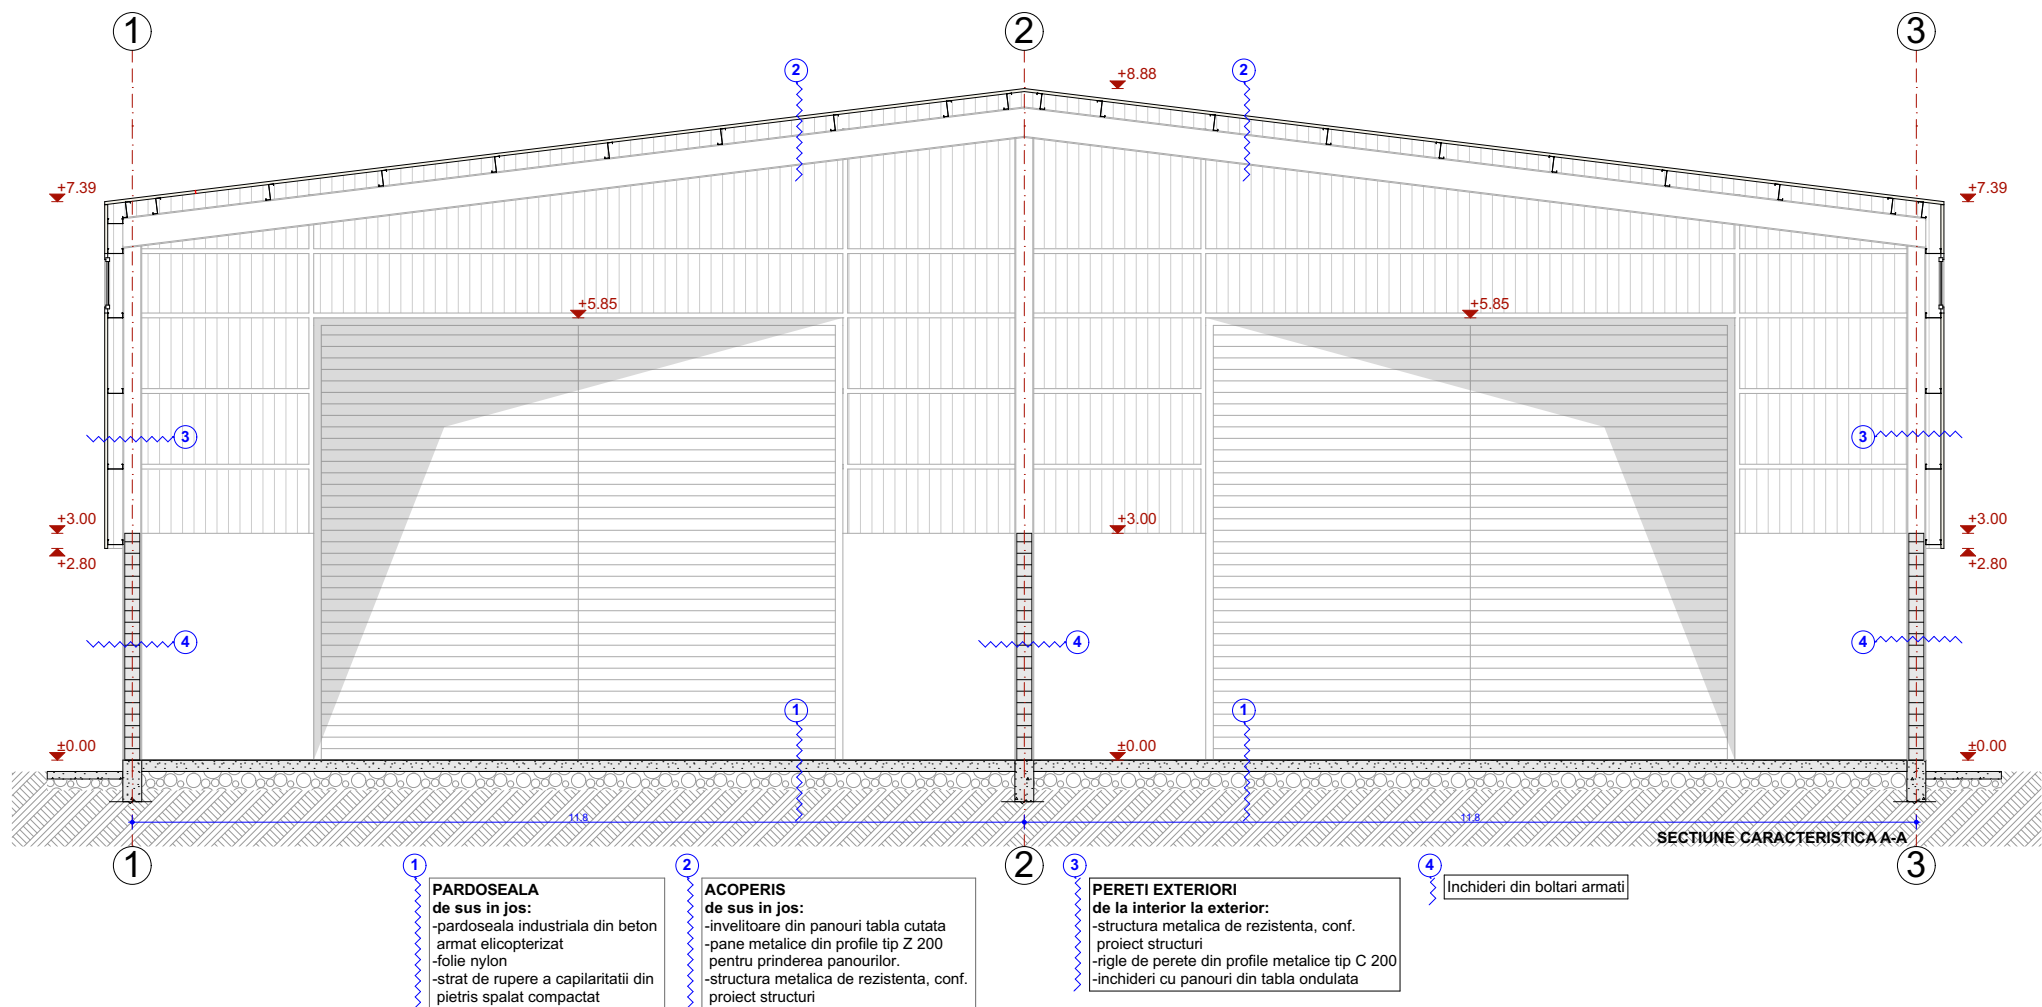 1
2
3
2
2
+8.88
+7.39
+7.39
+5.85
+5.85
3
3
+3.00
+3.00
+3.00
+2.80
+2.80
4
4
4
1
1
±0.00
±0.00
±0.00
11.8
11.8
SECTIUNE CARACTERISTICA A-A
1
2
3
1
PARDOSEALA
de sus in jos:
-pardoseala industriala din beton
armat elicopterizat
-folie nylon
-strat de rupere a capilaritatii din
pietris spalat compactat
2
ACOPERIS
de sus in jos:
-invelitoare din panouri tabla cutata
-pane metalice din profile tip Z 200
pentru prinderea panourilor.
-structura metalica de rezistenta, conf.
proiect structuri
3
PERETI EXTERIORI
de la interior la exterior:
-structura metalica de rezistenta, conf.
proiect structuri
-rigle de perete din profile metalice tip C 200
-inchideri cu panouri din tabla ondulata
4
Inchideri din boltari armati